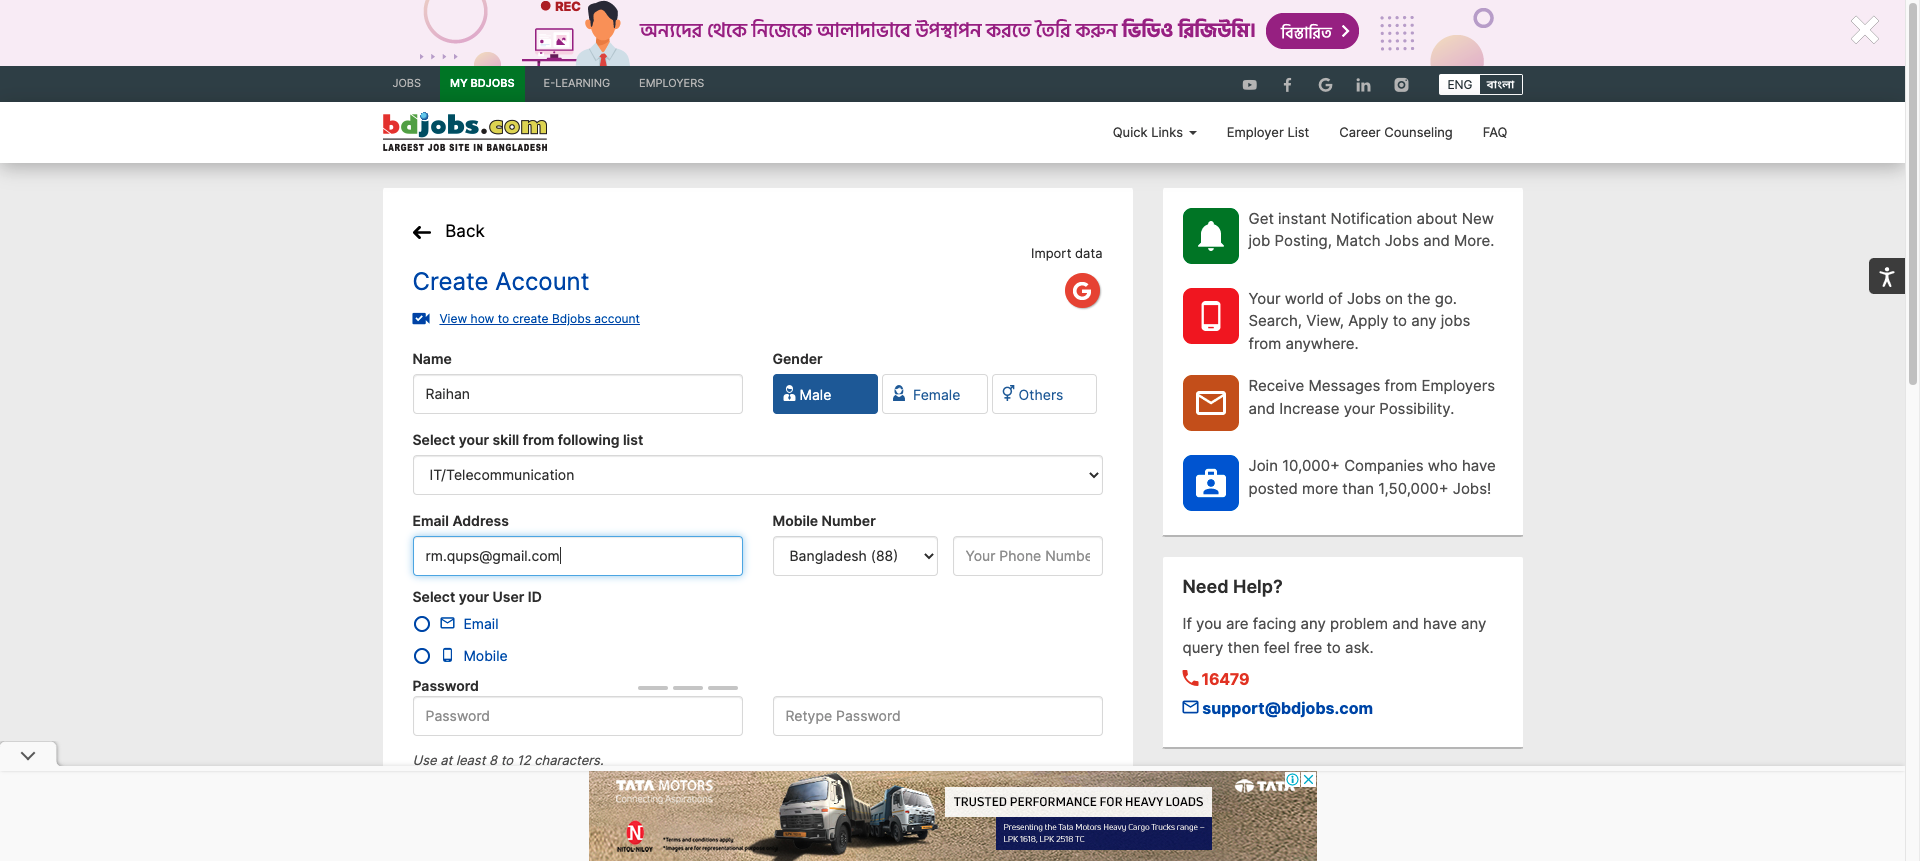 REC
অন্যদের থেকে নিজেকে আলাদাভাবে উপস্থাপন করতে তৈরি করুন ভিডিও রিজিউমি।
বিস্তারিত
JOBS
MY BDJOBS
E-LEARNING
EMPLOYERS
ENG
বাংলা
bdjobs.com
LARGEST JOB SITE IN BANGLADESH
Quick Links
Employer List
Career Counseling
FAQ
Back
Import data
Create Account
G
View how to create Bdjobs account
Name
Gender
Raihan
Male
Female
Others
Select your skill from following list
IT/Telecommunication
Email Address
Mobile Number
rm.qups@gmail.com
Bangladesh (88)
Your Phone Numbe
Select your User ID
Email
Mobile
Password
Password
Retype Password
Use at least 8 to 12 characters.
Get instant Notification about New
job Posting, Match Jobs and More.
Your world of Jobs on the go.
Search, View, Apply to any jobs
from anywhere.
Receive Messages from Employers
and Increase your Possibility.
Join 10,000+ Companies who have
posted more than 1,50,000+ Jobs!
Need Help?
If you are facing any problem and have any
query then feel free to ask.
16479
support@bdjobs.com
TATA MOTORS
Connecting Aspirations
N
NITOL-NILOY
*Terms and conditions apply
*Images are for representational purpose
TRUSTED PERFORMANCE FOR HEAVY LOADS
Presenting the Tata Motors Heavy Cargo Trucks range –
LPK 1618, LPK 2518 TC
TATA